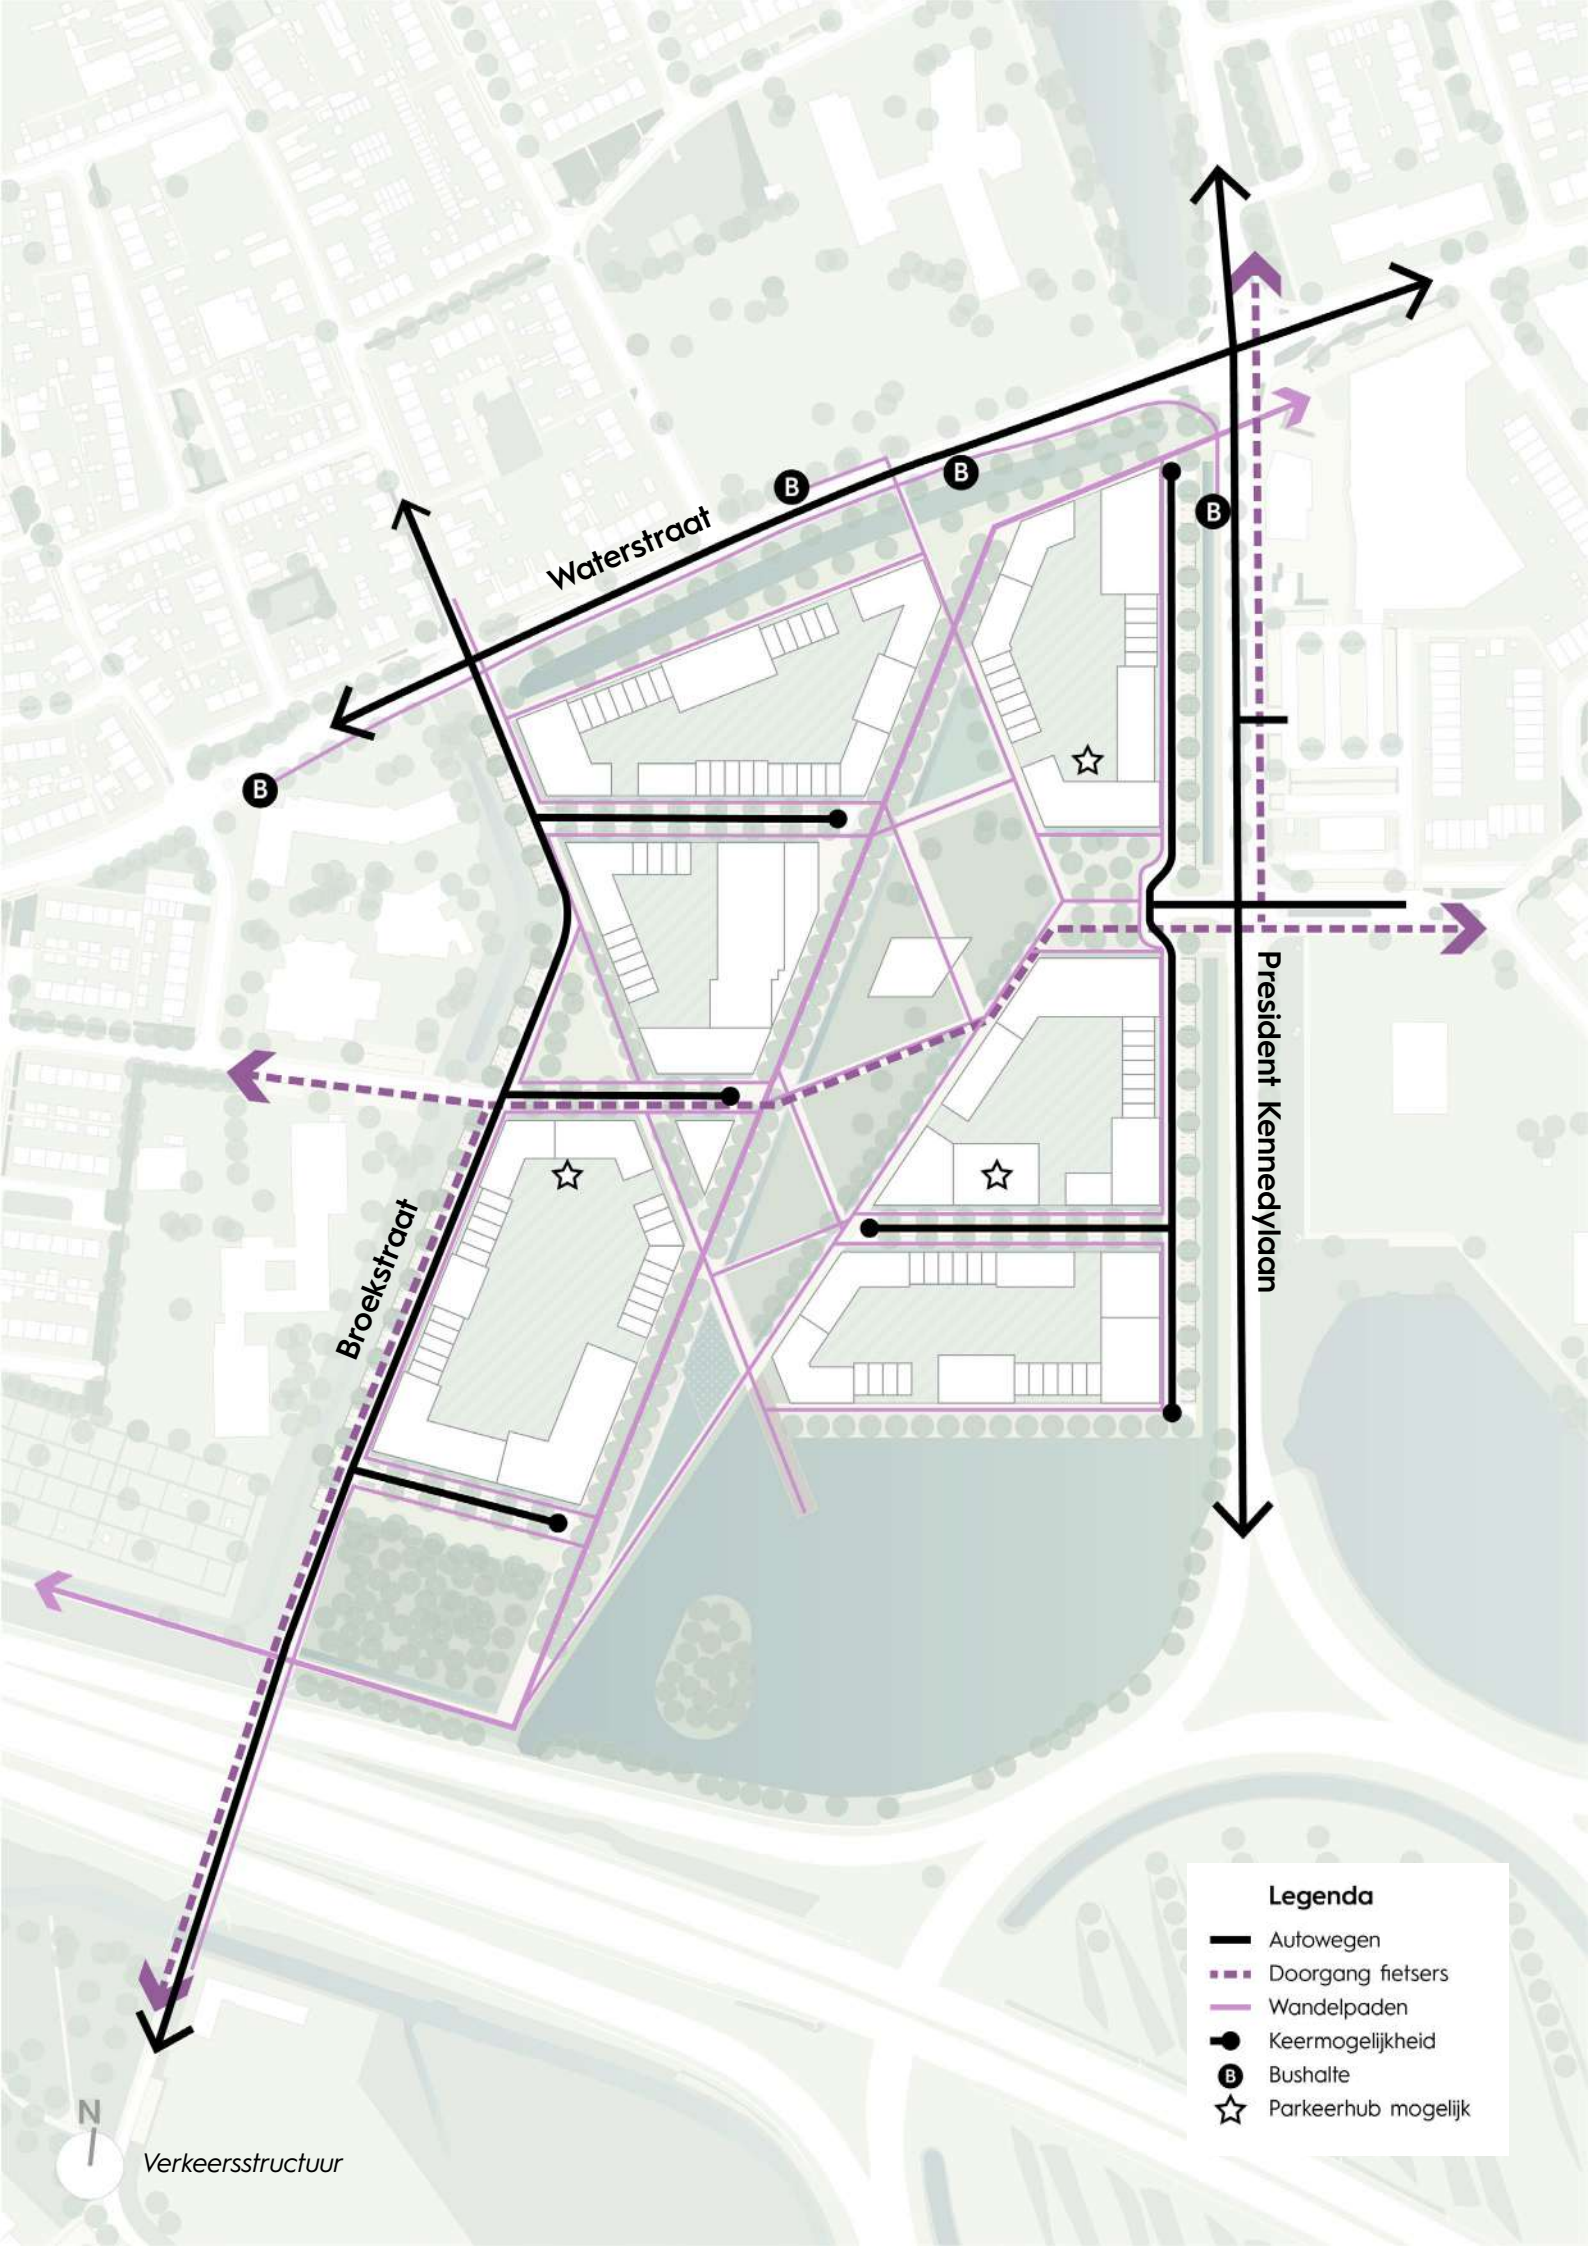 B
B
B
Waterstraat
B
President Kennedylaan
Broekstraat
Legenda
Autowegen
Doorgang fietsers
Wandelpaden
Keermogelijkheid
B Bushalte
Parkeerhub mogelijk
N
Verkeersstructuur